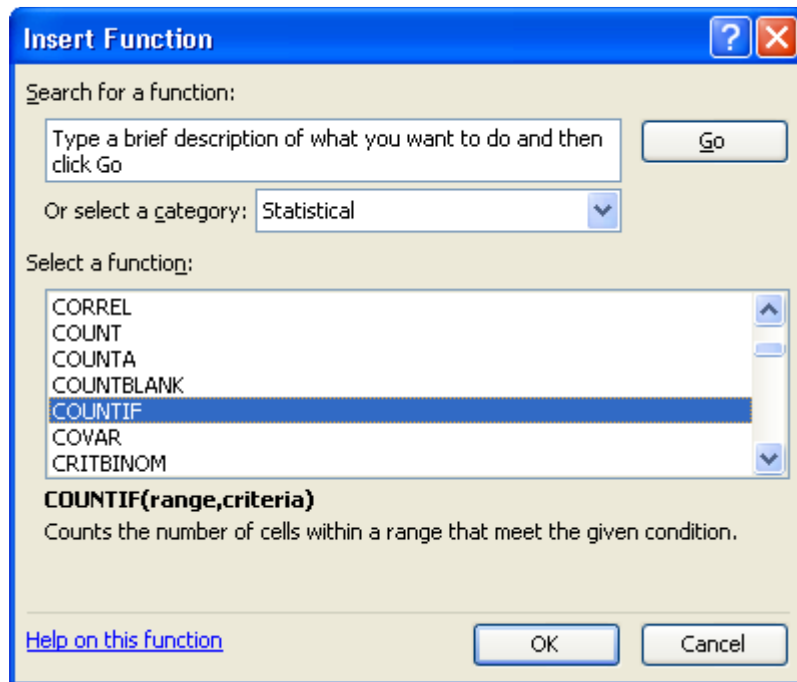 Insert Function
Search for a function:
Type a brief description of what you want to do and then
click Go
Go
Or select a category: Statistical
Select a function:
CORREL
COUNT
COUNTA
COUNTBLANK
COUNTIF
COVAR
CRITBINOM
COUNTIF(range,criteria)
Counts the number of cells within a range that meet the given condition.
Help on this function
OK
Cancel